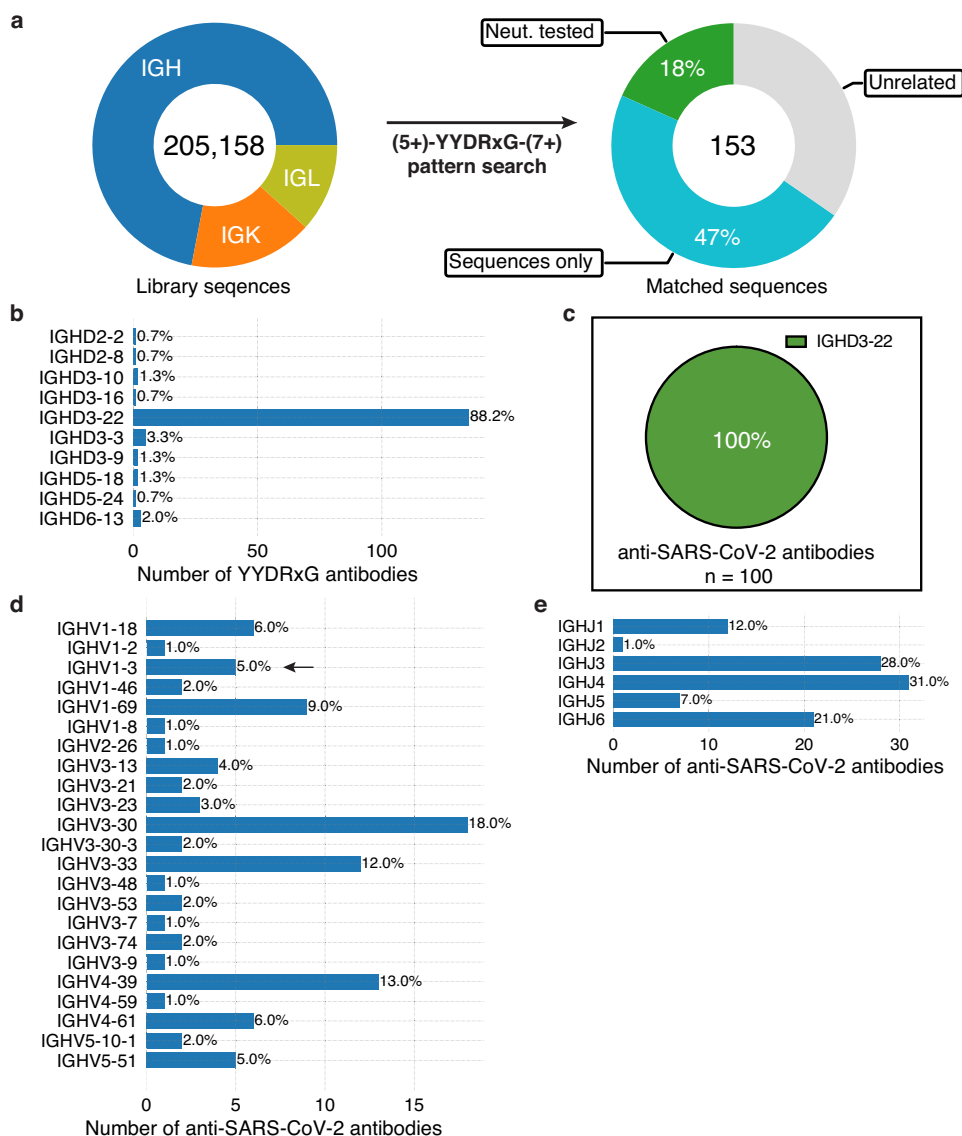 a
IGH
205,158
IGL
IGK
Library seqences
(5+)-YYDRxG-(7+)
pattern search
Neut. tested
18%
Unrelated
153
47%
Sequences only
Matched sequences
b
IGHD2-2 0.7%
IGHD2-8 0.7%
IGHD3-10 1.3%
IGHD3-16 0.7%
IGHD3-22 88.2%
IGHD3-3 3.3%
IGHD3-9 1.3%
IGHD5-18 1.3%
IGHD5-24 0.7%
IGHD6-13 2.0%
0 50 100
Number of YYDRxG antibodies
c
IGHD3-22
100%
anti-SARS-CoV-2 antibodies
n = 100
d
IGHV1-18 6.0%
IGHV1-2 1.0%
IGHV1-3 5.0%
IGHV1-46 2.0%
IGHV1-69 9.0%
IGHV1-8 1.0%
IGHV2-26 1.0%
IGHV3-13 4.0%
IGHV3-21 2.0%
IGHV3-23 3.0%
IGHV3-30 18.0%
IGHV3-30-3 2.0%
IGHV3-33 12.0%
IGHV3-48 1.0%
IGHV3-53 2.0%
IGHV3-7 1.0%
IGHV3-74 2.0%
IGHV3-9 1.0%
IGHV4-39 13.0%
IGHV4-59 1.0%
IGHV4-61 6.0%
IGHV5-10-1 2.0%
IGHV5-51 5.0%
0 5 10 15
Number of anti-SARS-CoV-2 antibodies
e
IGHJ1 12.0%
IGHJ2 1.0%
IGHJ3 28.0%
IGHJ4 31.0%
IGHJ5 7.0%
IGHJ6 21.0%
0 10 20 30
Number of anti-SARS-CoV-2 antibodies